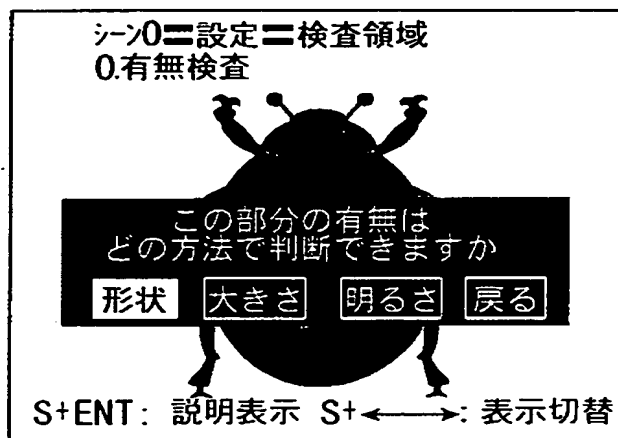 シーン0＝設定＝検査領域
0.有無検査
この部分の有無は
どの方法で判断できますか
形状 大きさ 明るさ 戻る
S+ENT: 説明表示 S+←→: 表示切替